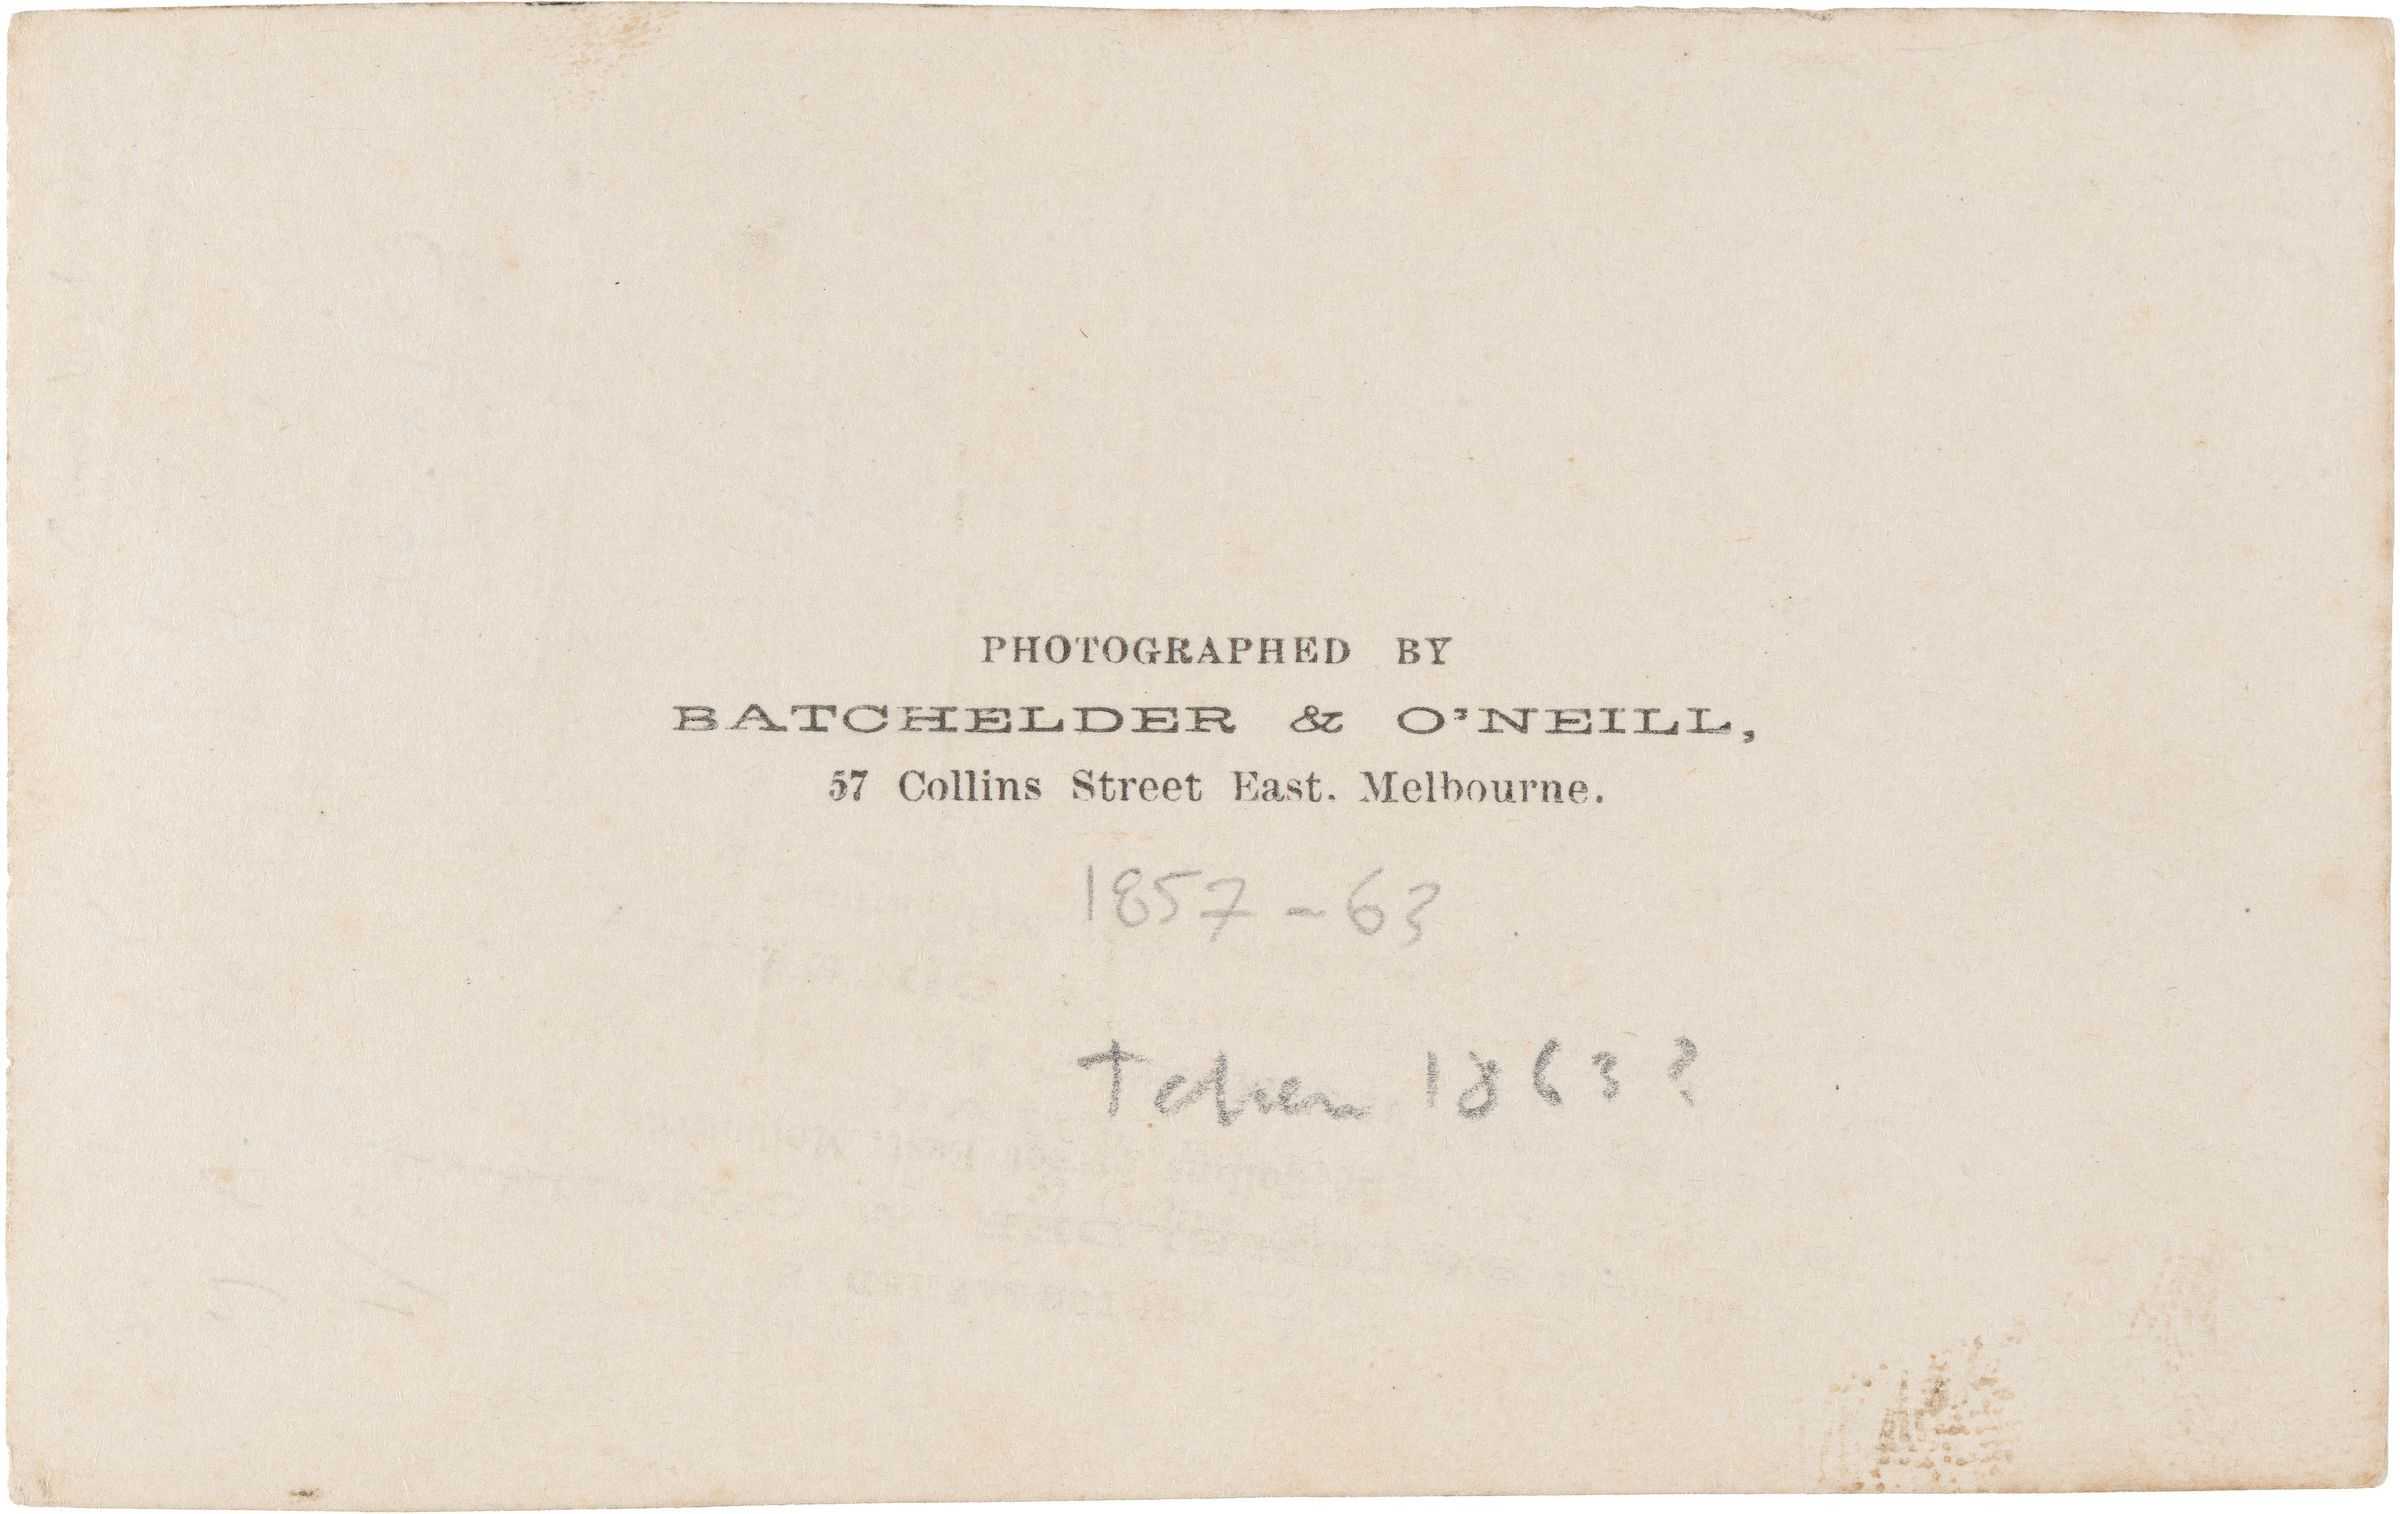 PHOTOGRAPHED BY
BATCHELDER & O'NEILL,
57 Collins Street East. Melbourne.
1857-63
Taken 1863?